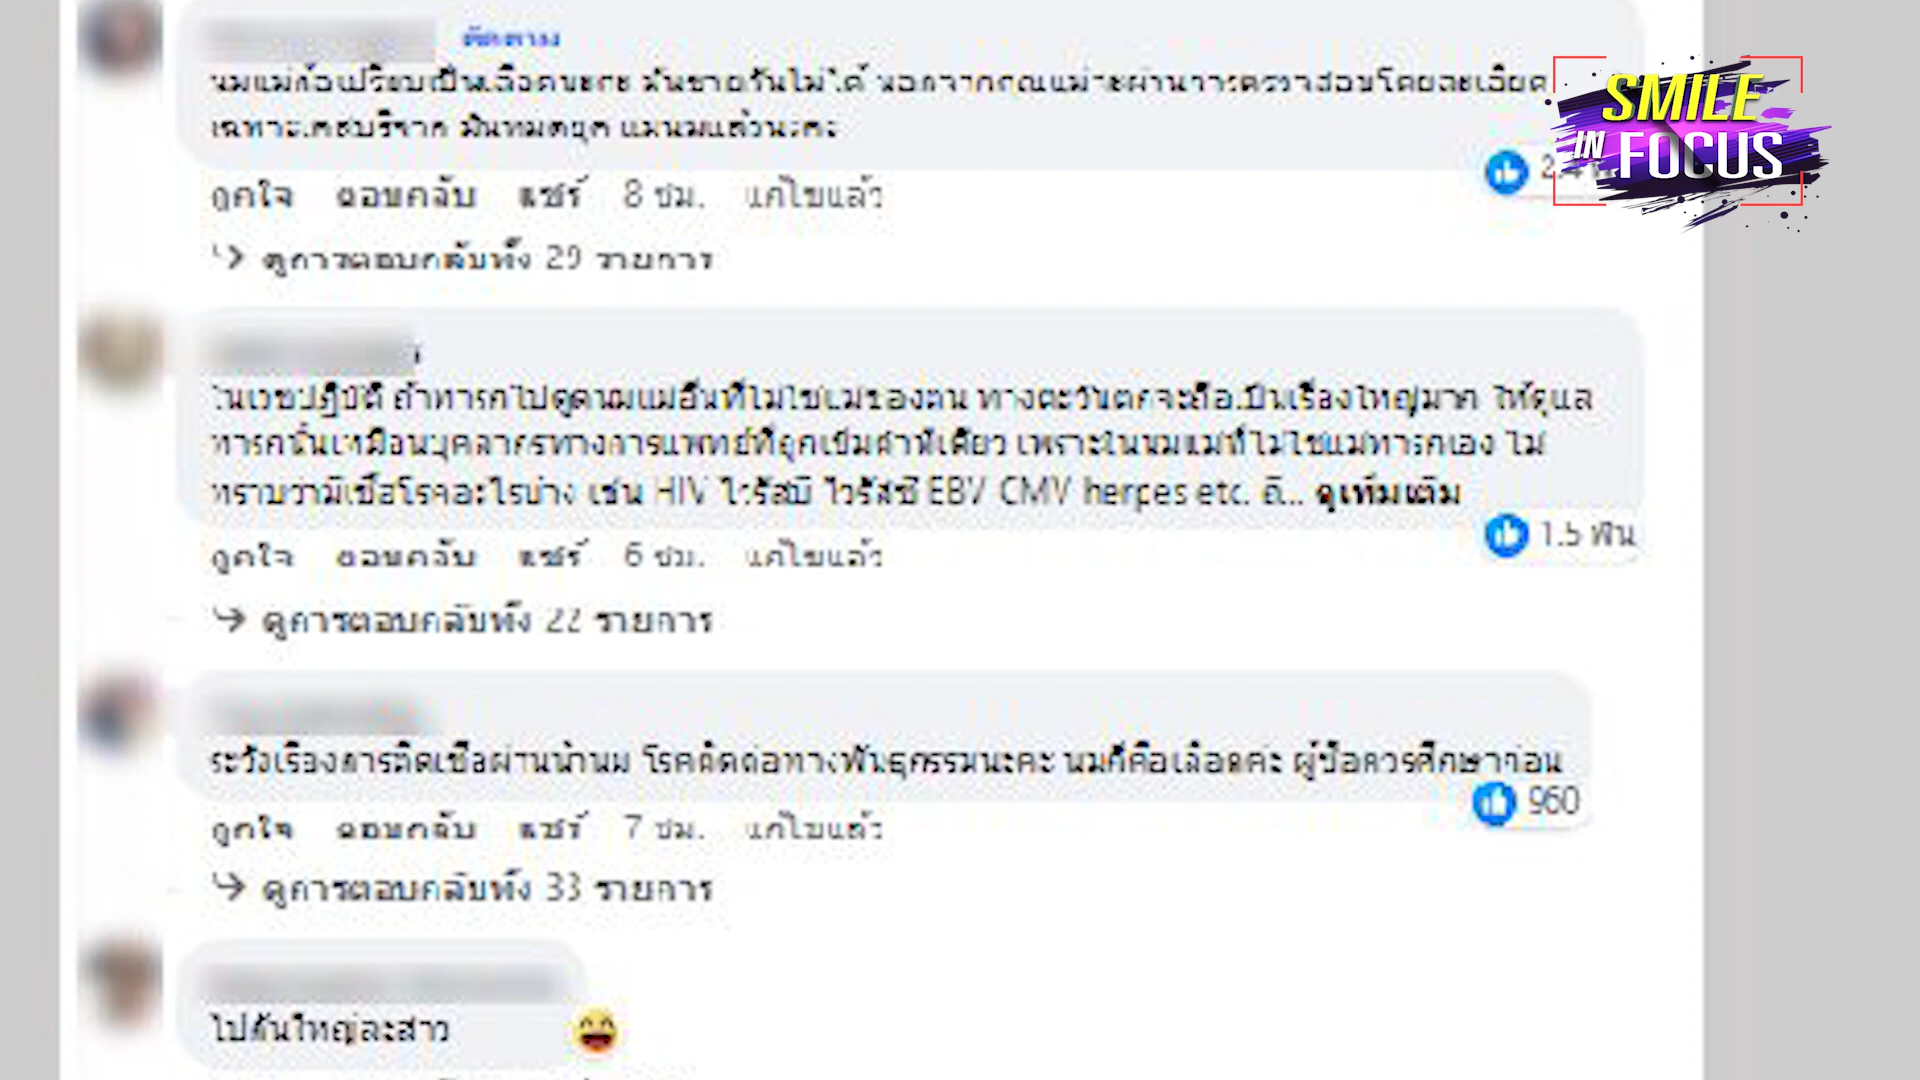 ติดตาม
นมแม่ก็อเปรียบเป็นเลือดนะคะ มันขายกันไม่ได้ นอกจากคุณแม่จะผ่านการตรวจสอบโดยละเอียด
เฉพาะเคสบริจาค มันหมดยุค แม่นมแล้วนะคะ
ถูกใจ ตอบกลับ แชร์ 8 ชม. แก้ไขแล้ว
ดูการตอบกลับทั้ง 29 รายการ
SMILE
IN FOCUS
ในเวชปฏิบัติ ถ้าทารกไปดูดนมแม่อื่นที่ไม่ใช่แม่ของตน ทางตะวันตกจะถือเป็นเรื่องใหญ่มาก ให้ดูแล
ทารกนั้นเหมือนบุคลากรทางการแพทย์ที่ถูกเข็มตำทีเดียว เพราะในนมแม่ที่ไม่ใช่แม่ทารกเอง ไม่
ทราบว่ามีเชื้อโรคอะไรบ้าง เช่น HIV ไวรัสบี ไวรัสซี EBV CMV herpes etc. ถึ... ดูเพิ่มเติม
1.5 พัน
ถูกใจ ตอบกลับ แชร์ 6 ชม. แก้ไขแล้ว
ดูการตอบกลับทั้ง 22 รายการ
ระวังเรื่องการติดเชื้อผ่านน้ำนม โรคติดต่อทางพันธุกรรมนะคะ นมก็คือเลือดค่ะ ผู้ซื้อควรศึกษาก่อน
960
ถูกใจ ตอบกลับ แชร์ 7 ชม. แก้ไขแล้ว
ดูการตอบกลับทั้ง 33 รายการ
ไปกันใหญ่ละสาว